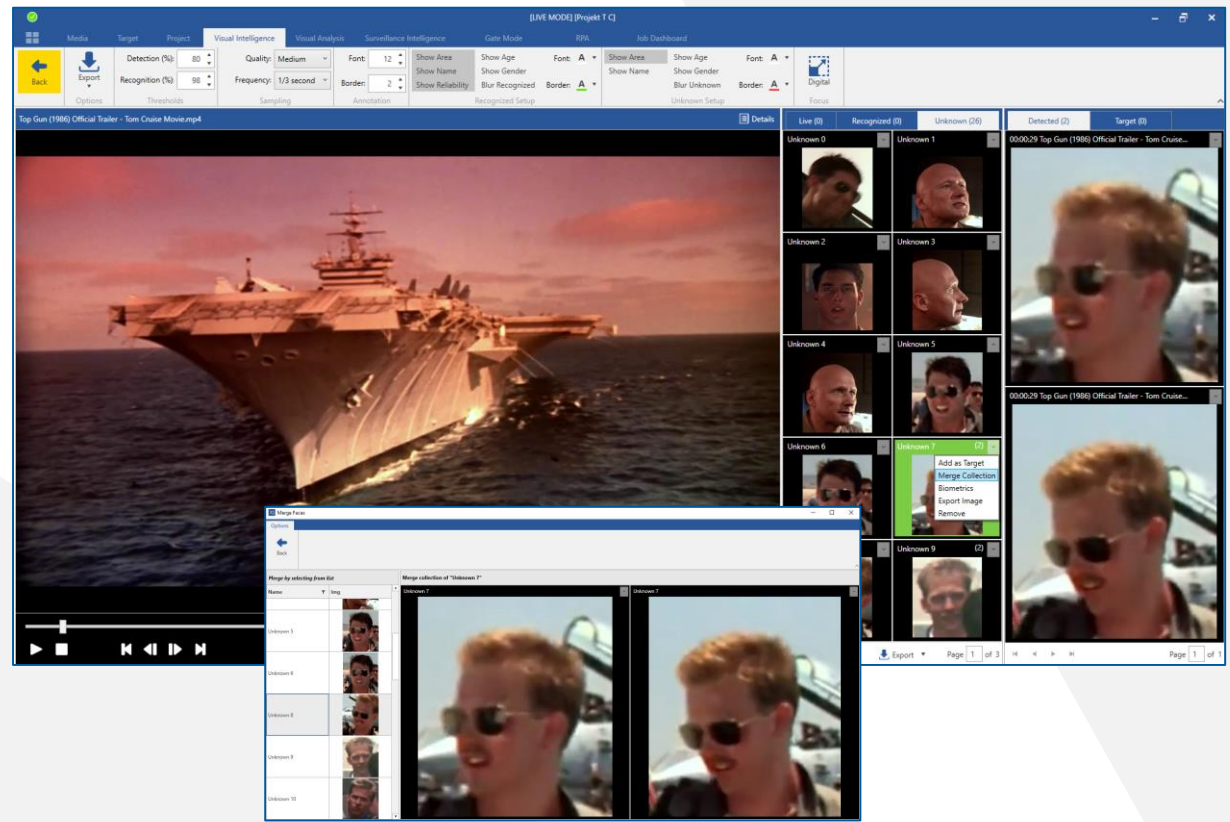 [LIVE MODE] [Projekt T C]
Media Target Project Visual Intelligence Visual Analysis Surveillance Intelligence Gate Mode RPA Job Dashboard
Back
Export
Options
Detection (%): 80
Recognition (%): 98
Thresholds
Quality: Medium
Frequency: 1/3 second
Sampling
Font: 12
Border: 2
Annotation
Show Area Show Age Font: A
Show Name Show Gender
Show Reliability Blur Recognized Border: A
Recognized Setup
Show Area Show Age Font: A
Show Name Show Gender
Blur Unknown Border: A
Unknown Setup
Digital
Focus
Top Gun (1986) Official Trailer - Tom Cruise Movie.mp4
Details
Live (0) Recognized (0) Unknown (26)
Detected (2) Target (0)
Unknown 0
Unknown 1
Unknown 2
Unknown 3
Unknown 4
Unknown 5
Unknown 6
Unknown 7 (2)
Add as Target
Merge Collection
Biometrics
Export Image
Remove
Unknown 9 (2)
Export Page 1 of 3
00:00:29 Top Gun (1986) Official Trailer - Tom Cruise...
00:00:29 Top Gun (1986) Official Trailer - Tom Cruise...
Page 1 of 1
Merge Faces
Options
Back
Merge by selecting from list
Merge collection of "Unknown 7"
Name Img
Unknown 5
Unknown 6
Unknown 8
Unknown 9
Unknown 10
Unknown 7
Unknown 7